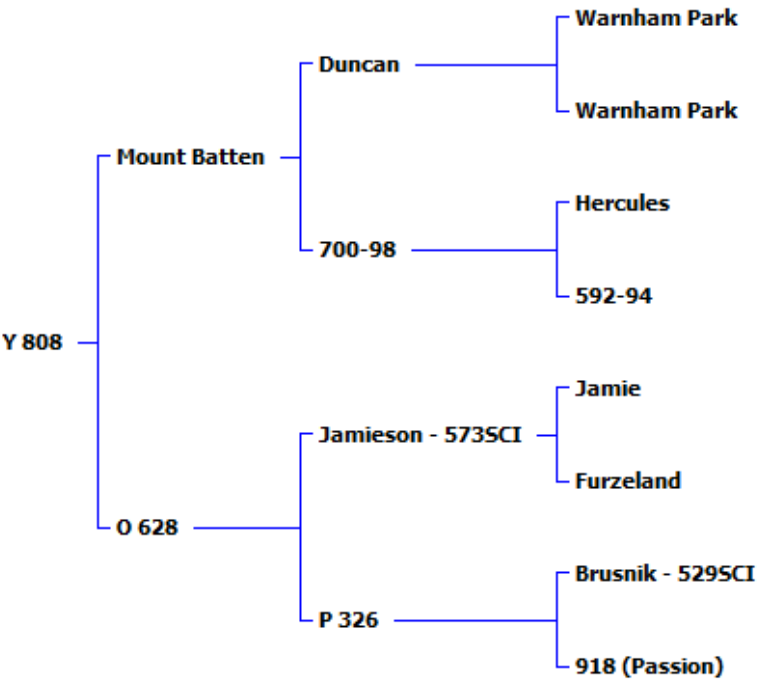 Warnham Park
Duncan
Warnham Park
Mount Batten
Hercules
700-98
592-94
Y 808
Jamie
Jamieson - 573SCI
Furzeland
O 628
Brusnik - 529SCI
P 326
918 (Passion)